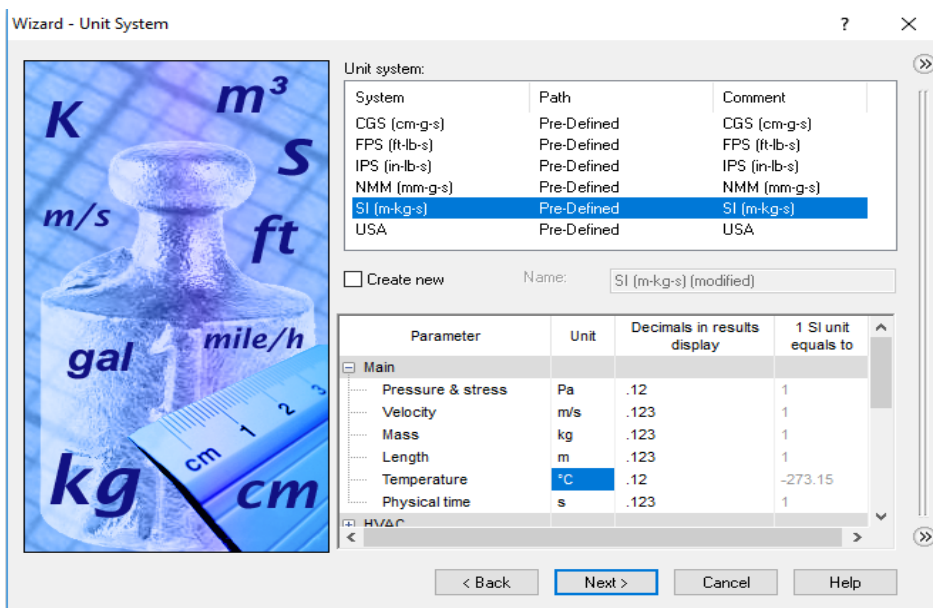 Wizard - Unit System ?
K
m³
S
m/s
ft
mile/h
gal
kg
cm
cm 1 2 3
Unit system:
System Path Comment
CGS (cm-g-s) Pre-Defined CGS (cm-g-s)
FPS (ft-lb-s) Pre-Defined FPS (ft-lb-s)
IPS (in-lb-s) Pre-Defined IPS (in-lb-s)
NMM (mm-g-s) Pre-Defined NMM (mm-g-s)
SI (m-kg-s) Pre-Defined SI (m-kg-s)
USA Pre-Defined USA
Create new Name: SI (m-kg-s) (modified)
Parameter Unit Decimals in results display 1 SI unit equals to
Main
Pressure & stress Pa .12 1
Velocity m/s .123 1
Mass kg .123 1
Length m .123 1
Temperature °C .12 -273.15
Physical time s .123 1
HVAC
< Back Next > Cancel Help